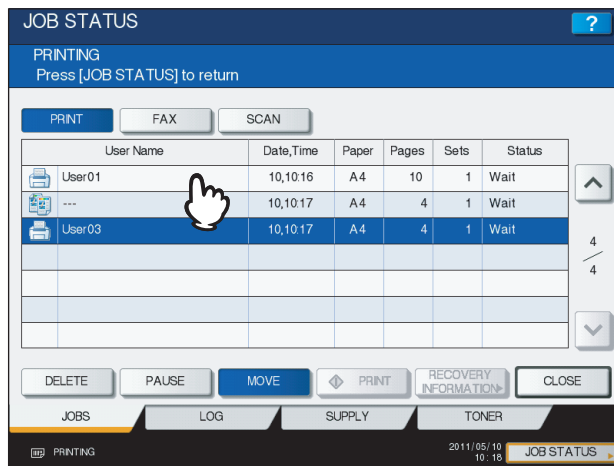 JOB STATUS ?
PRINTING
Press [JOB STATUS] to return
PRINT FAX SCAN
User Name Date,Time Paper Pages Sets Status
User01 10,10:16 A4 10 1 Wait
--- 10,10:17 A4 4 1 Wait
User03 10,10:17 A4 4 1 Wait
4
4
DELETE PAUSE MOVE PRINT RECOVERY INFORMATION CLOSE
JOBS LOG SUPPLY TONER
PRINTING 2011/05/10
10:18 JOB STATUS